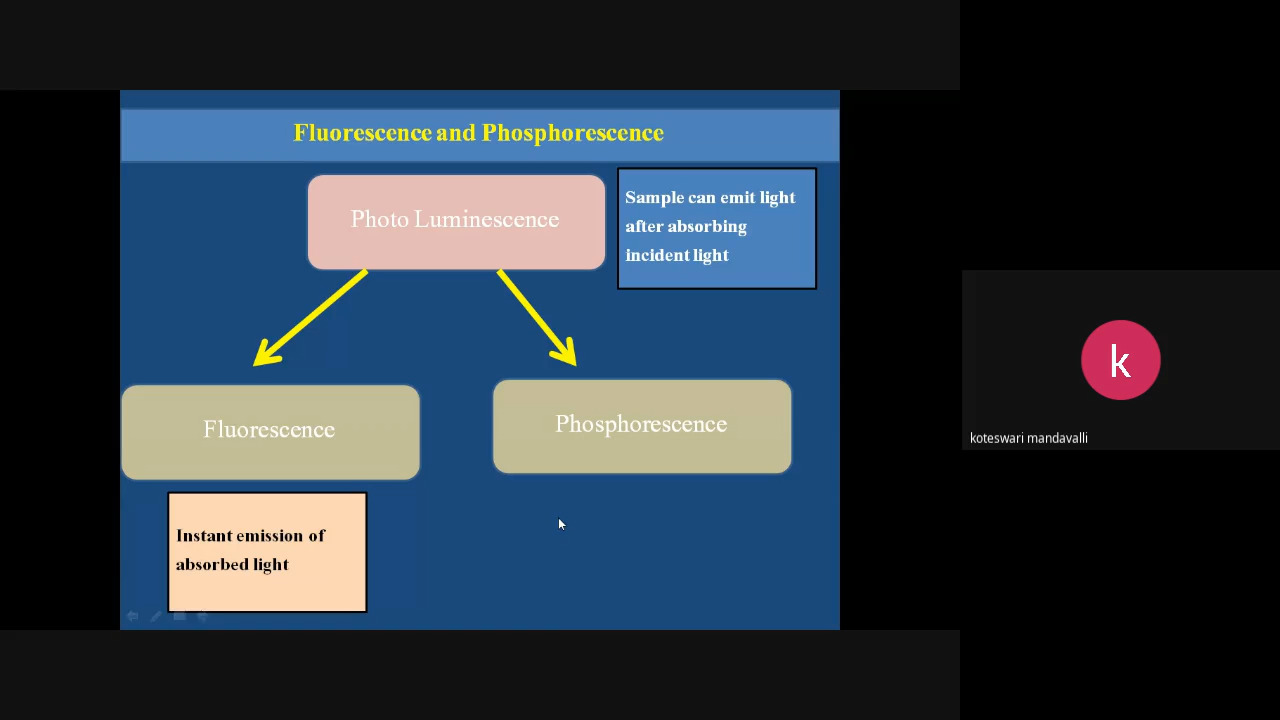 Fluorescence and Phosphorescence
Photo Luminescence
Sample can emit light
after absorbing
incident light
Fluorescence
Phosphorescence
Instant emission of
absorbed light
k
koteswari mandavalli